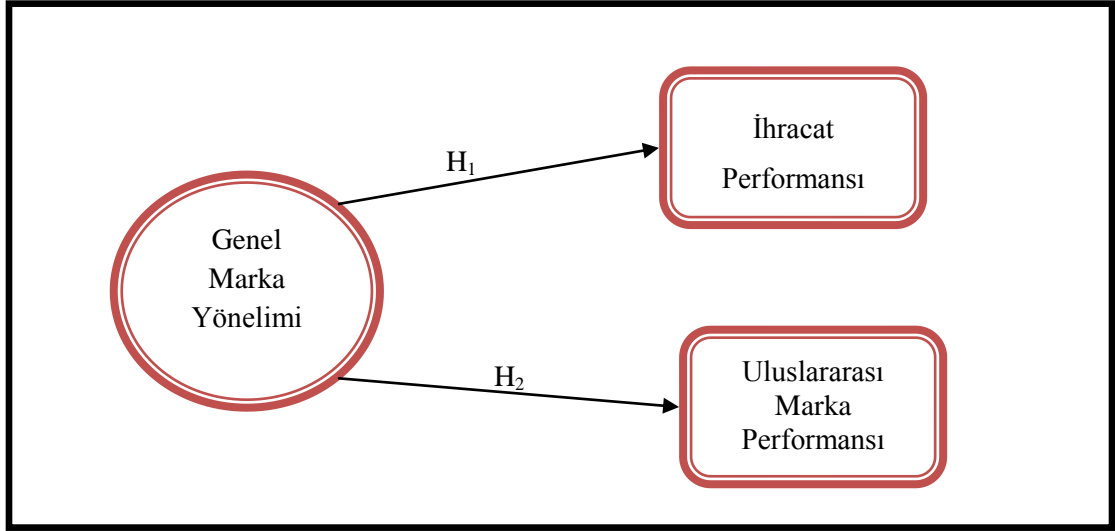 Genel
Marka
Yönelimi
H₁
İhracat
Performansı
H₂
Uluslararası
Marka
Performansı